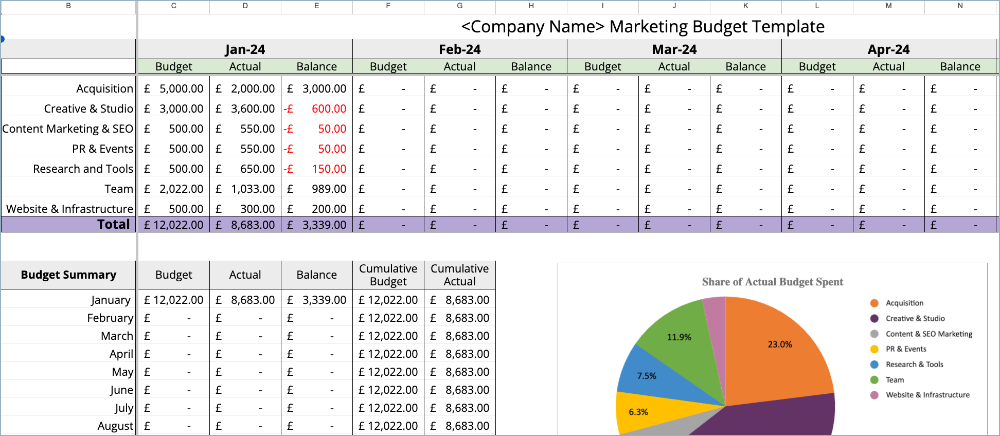 B C D E F G H I J K L M N
<Company Name> Marketing Budget Template
Jan-24 Feb-24 Mar-24 Apr-24
Budget Actual Balance Budget Actual Balance Budget Actual Balance Budget Actual Balance
Acquisition £ 5,000.00 £ 2,000.00 £ 3,000.00 £ - £ - £ - £ - £ - £ - £ - £ - £ -
Creative & Studio £ 3,000.00 £ 3,600.00 -£ 600.00 £ - £ - £ - £ - £ - £ - £ - £ - £ -
Content Marketing & SEO £ 500.00 £ 550.00 -£ 50.00 £ - £ - £ - £ - £ - £ - £ - £ - £ -
PR & Events £ 500.00 £ 550.00 -£ 50.00 £ - £ - £ - £ - £ - £ - £ - £ - £ -
Research and Tools £ 500.00 £ 650.00 -£ 150.00 £ - £ - £ - £ - £ - £ - £ - £ - £ -
Team £ 2,022.00 £ 1,033.00 £ 989.00 £ - £ - £ - £ - £ - £ - £ - £ - £ -
Website & Infrastructure £ 500.00 £ 300.00 £ 200.00 £ - £ - £ - £ - £ - £ - £ - £ - £ -
Total £ 12,022.00 £ 8,683.00 £ 3,339.00 £ - £ - £ - £ - £ - £ - £ - £ - £ -
Budget Summary Budget Actual Balance Cumulative Budget Cumulative Actual
January £ 12,022.00 £ 8,683.00 £ 3,339.00 £ 12,022.00 £ 8,683.00
February £ - £ - £ - £ 12,022.00 £ 8,683.00
March £ - £ - £ - £ 12,022.00 £ 8,683.00
April £ - £ - £ - £ 12,022.00 £ 8,683.00
May £ - £ - £ - £ 12,022.00 £ 8,683.00
June £ - £ - £ - £ 12,022.00 £ 8,683.00
July £ - £ - £ - £ 12,022.00 £ 8,683.00
August £ - £ - £ - £ 12,022.00 £ 8,683.00
Share of Actual Budget Spent
23.0%
11.9%
7.5%
6.3%
Acquisition
Creative & Studio
Content & SEO Marketing
PR & Events
Research & Tools
Team
Website & Infrastructure